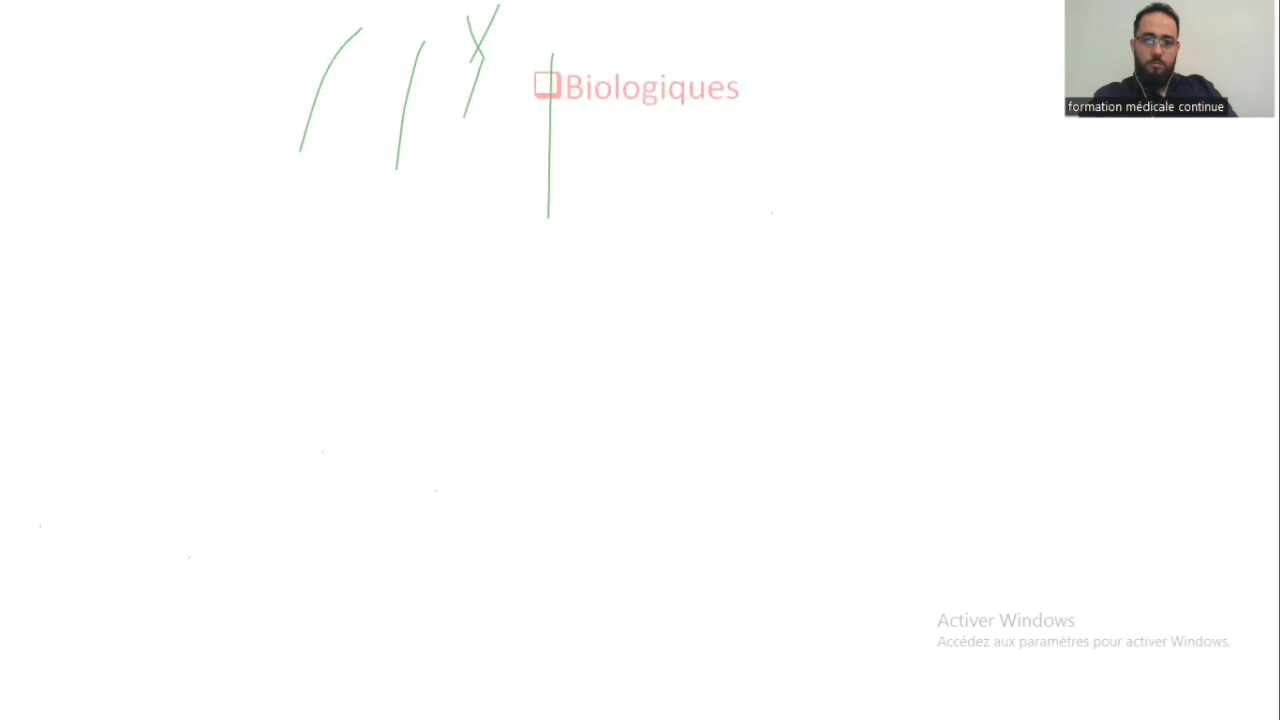 ❑Biologiques
formation médicale continue
Activer Windows
Accédez aux paramètres pour activer Windows.